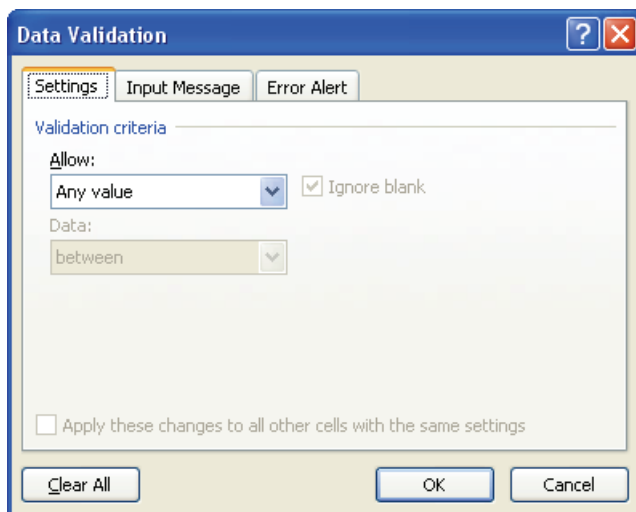 Data Validation
Settings Input Message Error Alert
Validation criteria
Allow:
Any value Ignore blank
Data:
between
Apply these changes to all other cells with the same settings
Clear All OK Cancel